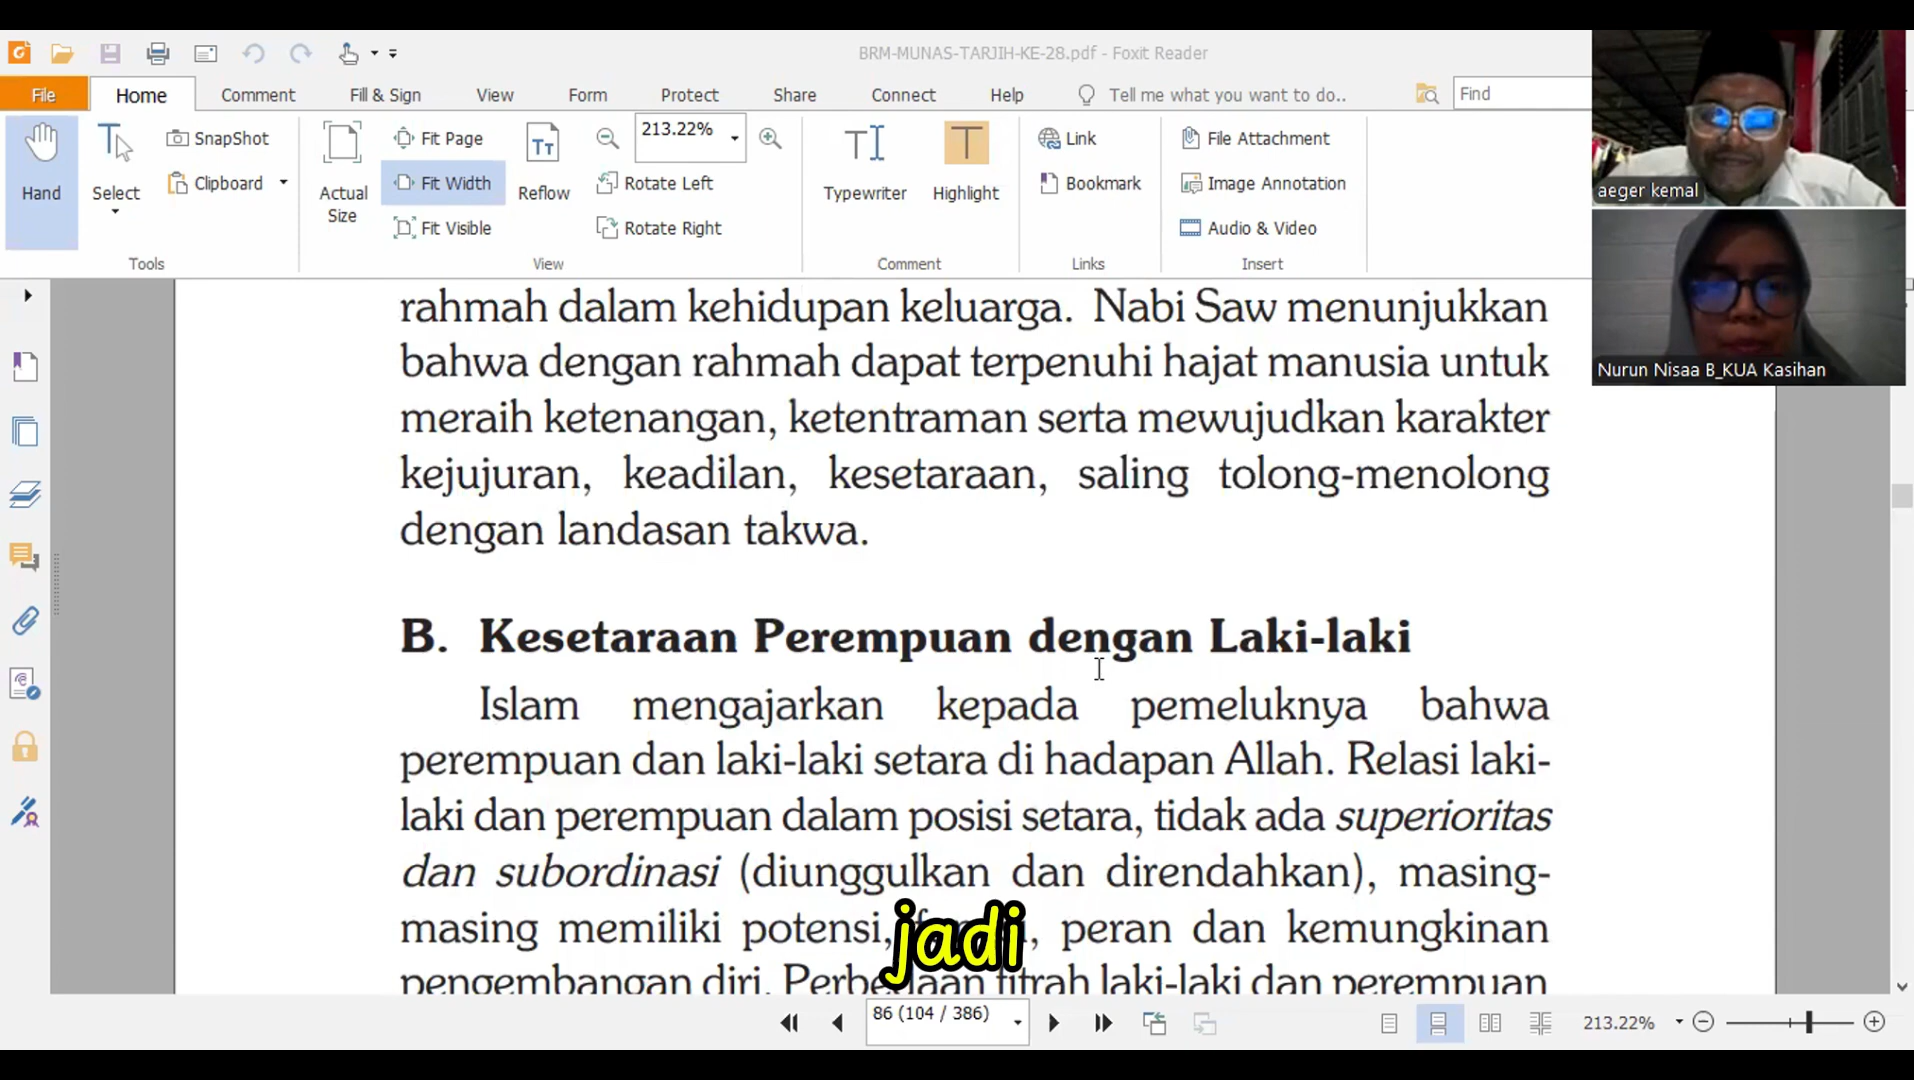 BRM-MUNAS-TARJIH-KE-28.pdf - Foxit Reader
File Home Comment Fill & Sign View Form Protect Share Connect Help Tell me what you want to do.. Find
Hand
Select
SnapShot
Clipboard
Tools
Actual
Size
Fit Page
Fit Width
Fit Visible
Reflow
213.22%
Rotate Left
Rotate Right
View
Typewriter
Highlight
Comment
Link
Bookmark
Links
File Attachment
Image Annotation
Audio & Video
Insert
aeger kemal
Nurun Nisaa B_KUA Kasihan
rahmah dalam kehidupan keluarga. Nabi Saw menunjukkan
bahwa dengan rahmah dapat terpenuhi hajat manusia untuk
meraih ketenangan, ketentraman serta mewujudkan karakter
kejujuran, keadilan, kesetaraan, saling tolong-menolong
dengan landasan takwa.
B. Kesetaraan Perempuan dengan Laki-laki
Islam mengajarkan kepada pemeluknya bahwa
perempuan dan laki-laki setara di hadapan Allah. Relasi laki-
laki dan perempuan dalam posisi setara, tidak ada superioritas
dan subordinasi (diunggulkan dan direndahkan), masing-
masing memiliki potensi, peran dan kemungkinan
jadi
pengembangan diri. Perbedaan fitrah laki-laki dan perempuan
86 (104 / 386)
213.22%